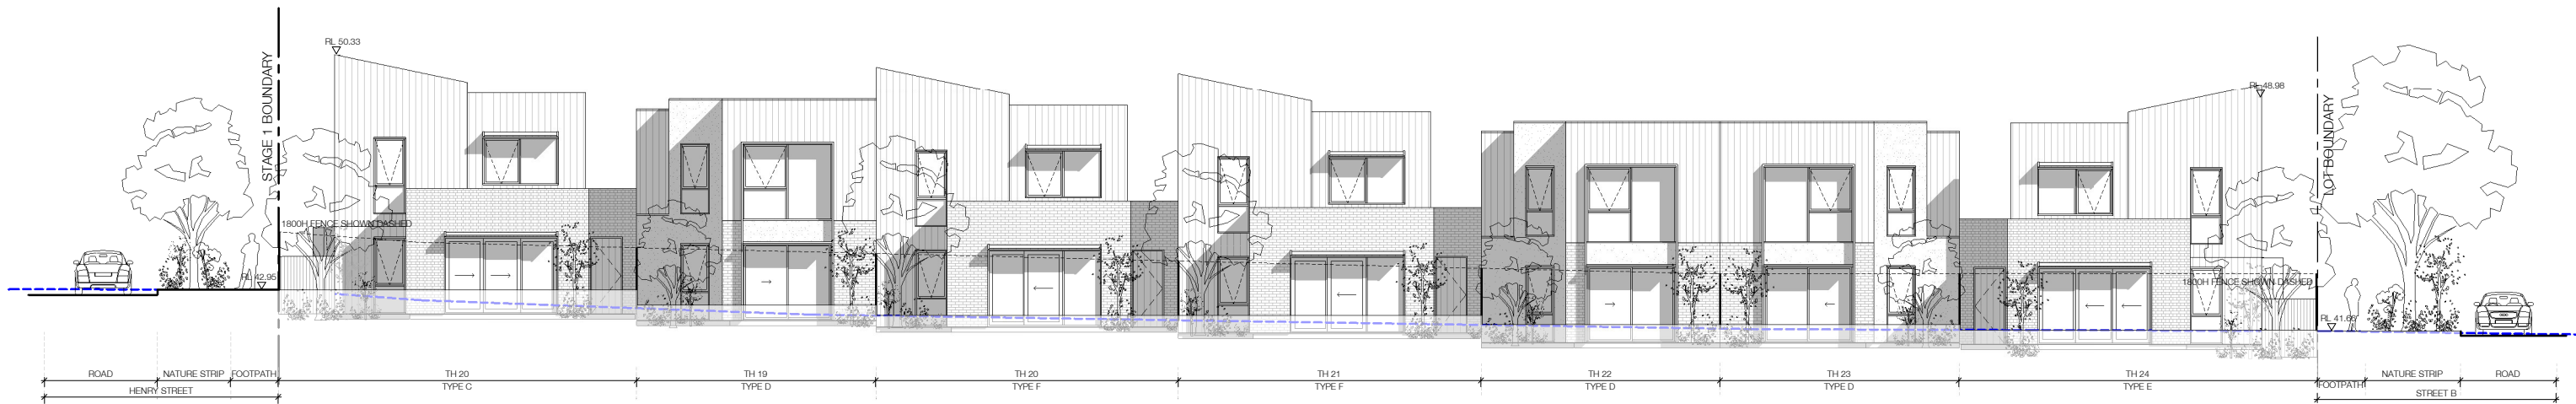 RL 50.33
STAGE 1 BOUNDARY
RL 48.98
LOT BOUNDARY
1800H FENCE SHOWN DASHED
RL 42.95
1800H FENCE SHOWN DASHED
RL 41.66
ROAD NATURE STRIP FOOTPATH TH 20 TH 19 TH 20 TH 21 TH 22 TH 23 TH 24 NATURE STRIP ROAD
HENRY STREET TYPE C TYPE D TYPE F TYPE F TYPE D TYPE D TYPE E FOOTPATH STREET B